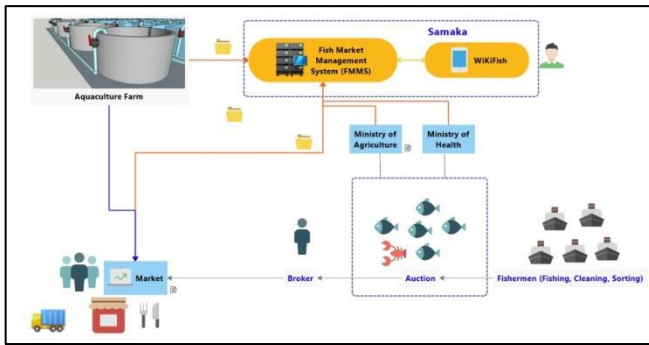 Samaka
Fish Market
Management
System (FMMS)
WiKiFish
Aquaculture Farm
Ministry of
Agriculture
Ministry of
Health
Market
Broker
Auction
Fishermen (Fishing, Cleaning, Sorting)